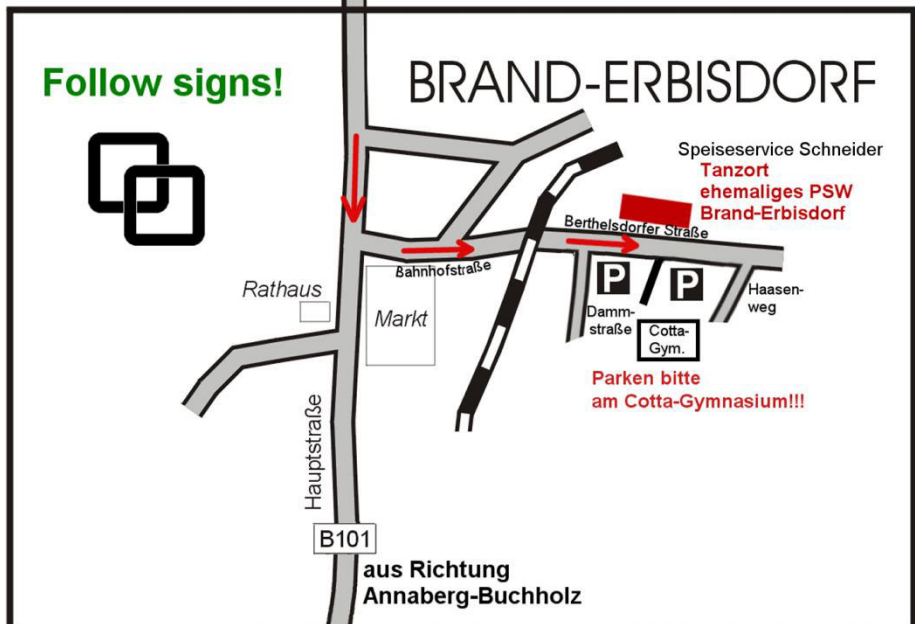 Follow signs!
BRAND-ERBISDORF
Speiseservice Schneider
Tanzort
ehemaliges PSW
Brand-Erbisdorf
Berthelsdorfer Straße
Bahnhofstraße
Rathaus
Markt
P
P
Damm-
straße
Haasen-
weg
Cotta-
Gym.
Parken bitte
am Cotta-Gymnasium!!!
Hauptstraße
B101
aus Richtung
Annaberg-Buchholz